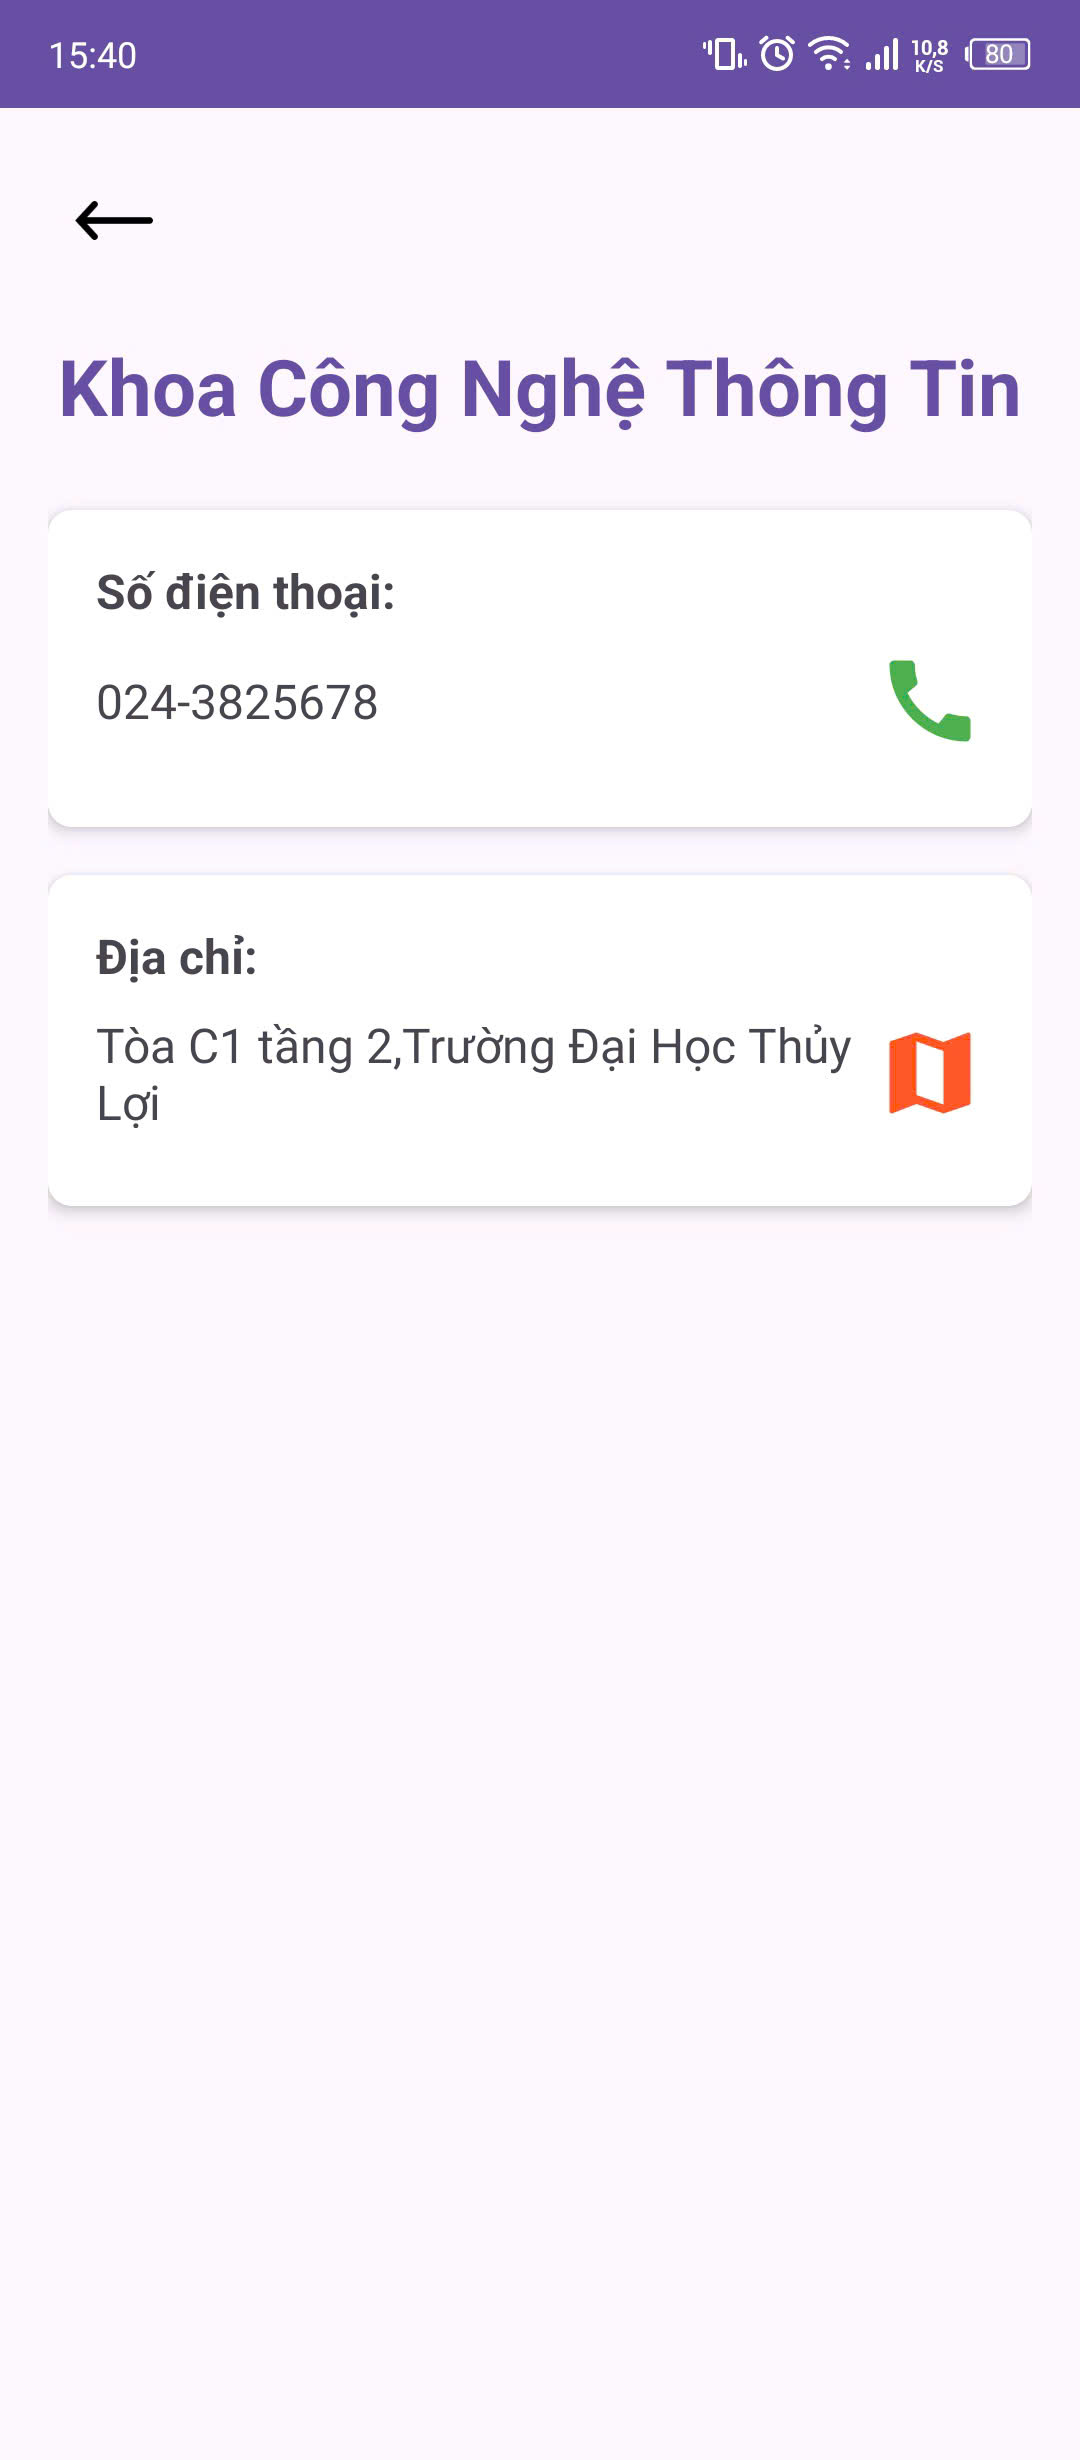 15:40
10,8
K/S
80
Khoa Công Nghệ Thông Tin
Số điện thoại:
024-3825678
Địa chỉ:
Tòa C1 tầng 2,Trường Đại Học Thủy
Lợi